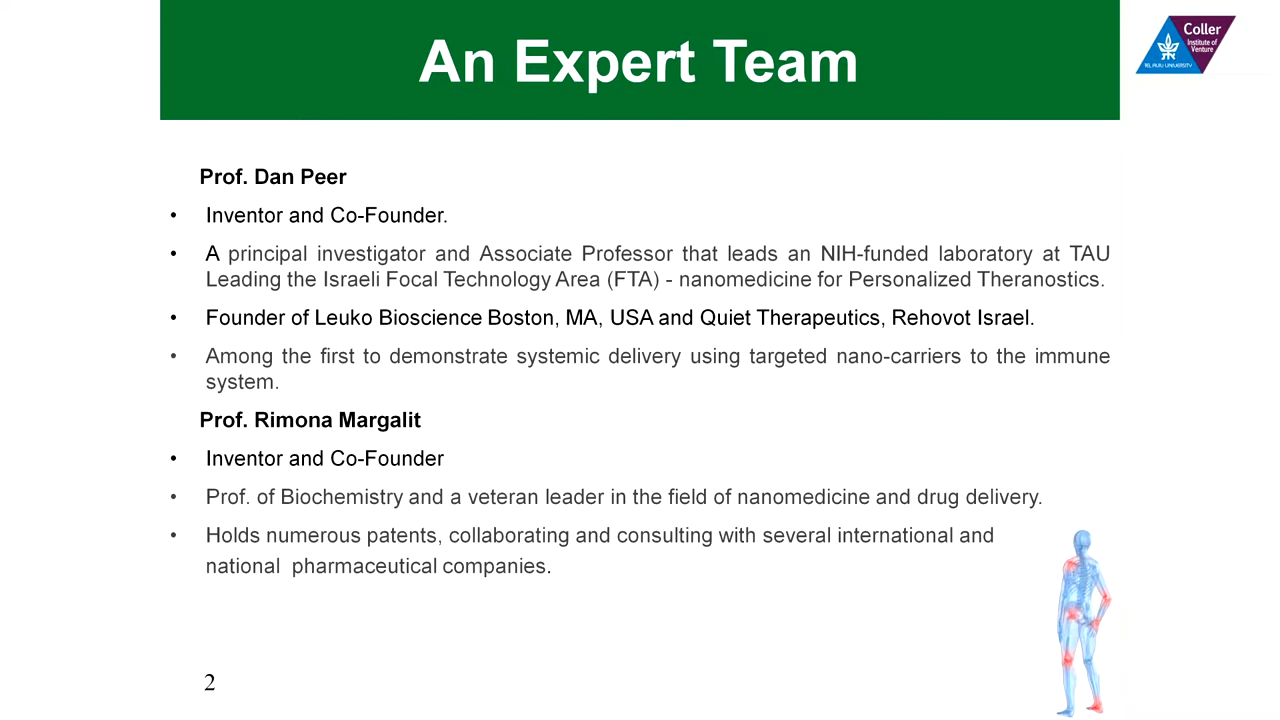 An Expert Team
Coller
Institute of
Venture
TEL AVIV UNIVERSITY
Prof. Dan Peer
• Inventor and Co-Founder.
• A principal investigator and Associate Professor that leads an NIH-funded laboratory at TAU
Leading the Israeli Focal Technology Area (FTA) - nanomedicine for Personalized Theranostics.
• Founder of Leuko Bioscience Boston, MA, USA and Quiet Therapeutics, Rehovot Israel.
• Among the first to demonstrate systemic delivery using targeted nano-carriers to the immune
system.
Prof. Rimona Margalit
• Inventor and Co-Founder
• Prof. of Biochemistry and a veteran leader in the field of nanomedicine and drug delivery.
• Holds numerous patents, collaborating and consulting with several international and
national pharmaceutical companies.
2